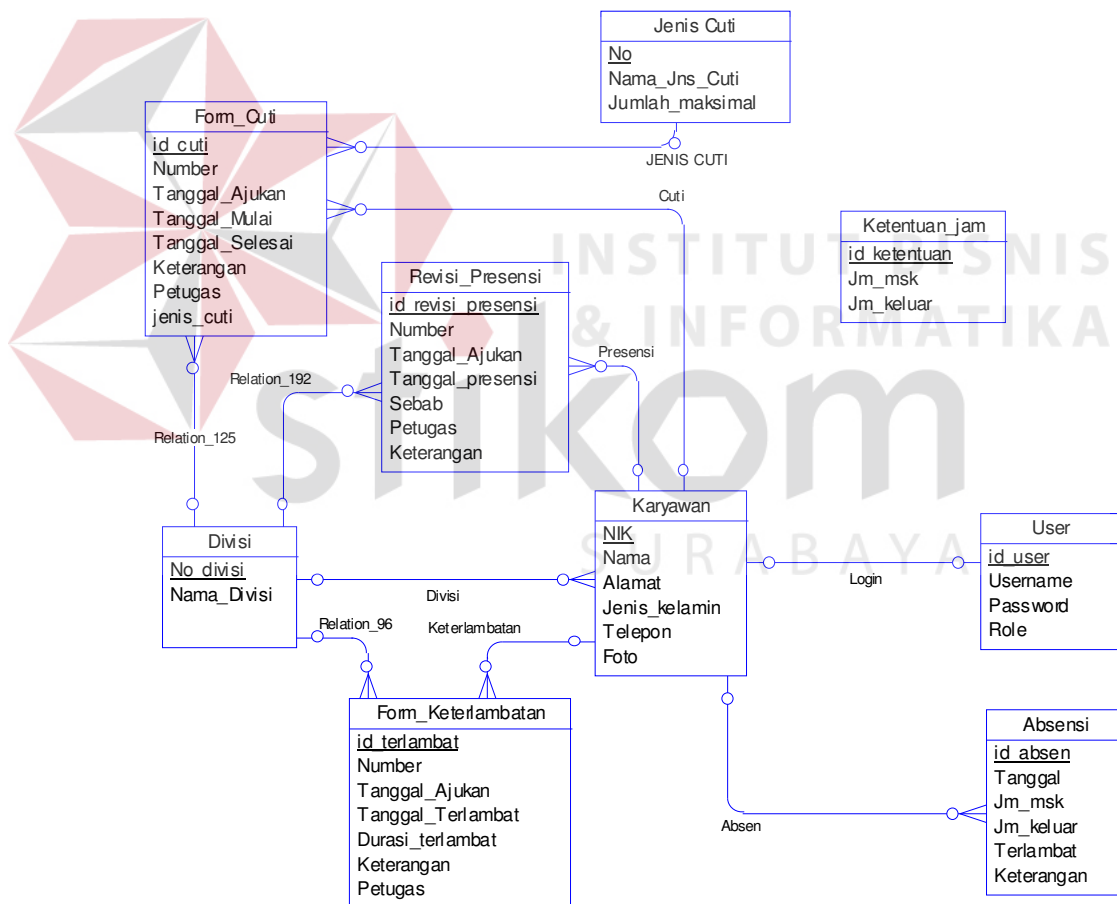 Jenis Cuti
No
Nama_Jns_Cuti
Jumlah_maksimal
Form_Cuti
id_cuti
Number
Tanggal_Ajukan
Tanggal_Mulai
Tanggal_Selesai
Keterangan
Petugas
jenis_cuti
JENIS CUTI
Cuti
Ketentuan_jam
id_ketentuan
Jm_msk
Jm_keluar
INSTITUT BISNIS
& INFORMATIKA
stikom
SURABAYA
Revisi_Presensi
id_revisi_presensi
Number
Tanggal_Ajukan
Tanggal_presensi
Sebab
Petugas
Keterangan
Presensi
Relation_192
Relation_125
Divisi
No_divisi
Nama_Divisi
Karyawan
NIK
Nama
Alamat
Jenis_kelamin
Telepon
Foto
User
id_user
Username
Password
Role
Login
Divisi
Relation_96
Keterlambatan
Form_Keterlambatan
id_terlambat
Number
Tanggal_Ajukan
Tanggal_Terlambat
Durasi_terlambat
Keterangan
Petugas
Absen
Absensi
id_absen
Tanggal
Jm_msk
Jm_keluar
Terlambat
Keterangan